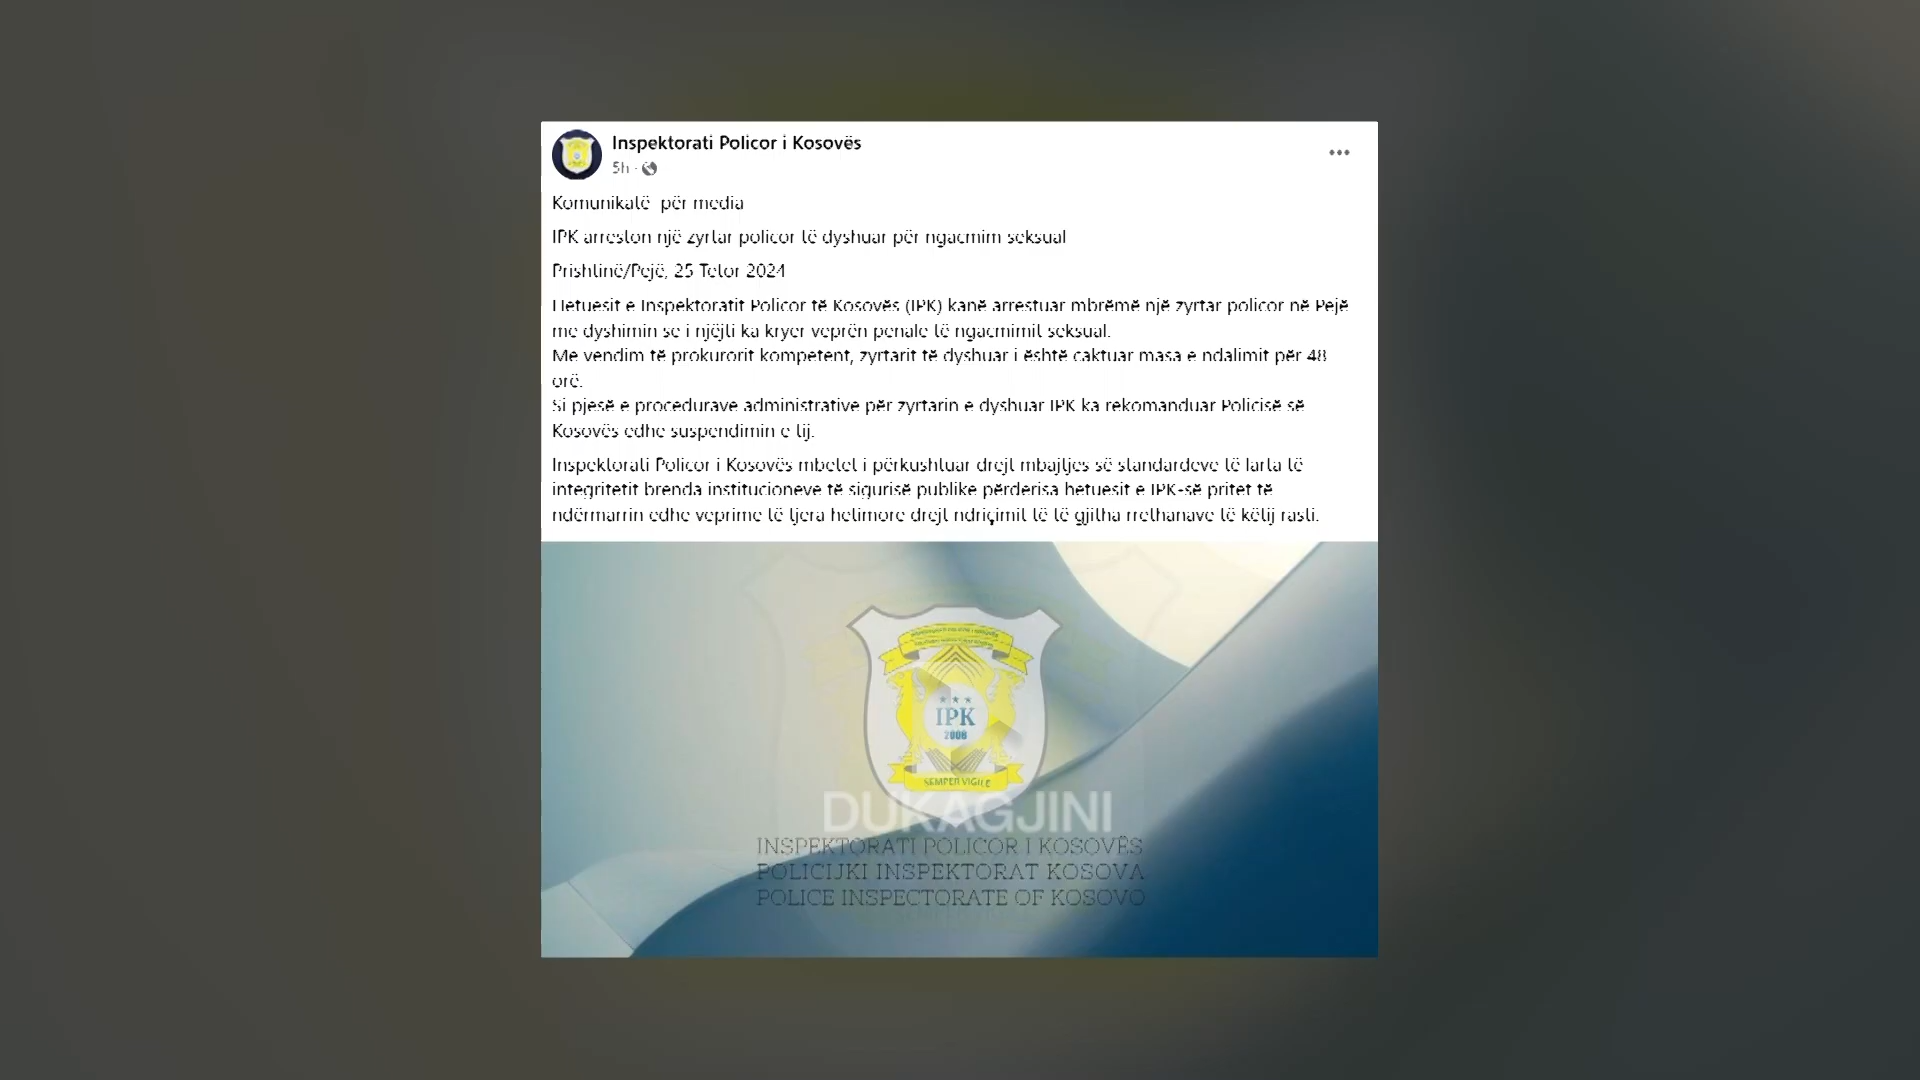 Inspektorati Policor i Kosovës
5h ·
Komunikatë për media
IPK arreston një zyrtar policor të dyshuar për ngacmim seksual
Prishtinë/Pejë, 25 Tetor 2024
Hetuesit e Inspektoratit Policor të Kosovës (IPK) kanë arrestuar mbrëmë një zyrtar policor në Pejë
me dyshimin se i njëjti ka kryer veprën penale të ngacmimit seksual.
Me vendim të prokurorit kompetent, zyrtarit të dyshuar i është caktuar masa e ndalimit për 48
orë.
Si pjesë e procedurave administrative për zyrtarin e dyshuar IPK ka rekomanduar Policisë së
Kosovës edhe suspendimin e tij.
Inspektorati Policor i Kosovës mbetet i përkushtuar drejt mbajtjes së standardeve të larta të
integritetit brenda institucioneve të sigurisë publike përderisa hetuesit e IPK-së pritet të
ndërmarrin edhe veprime të tjera hetimore drejt ndriçimit të të gjitha rrethanave të këtij rasti.
IPK
SEMPER VIGILE
DUKAGJINI
INSPEKTORATI POLICOR I KOSOVËS
POLICIJKI INSPEKTORAT KOSOVA
POLICE INSPECTORATE OF KOSOVO